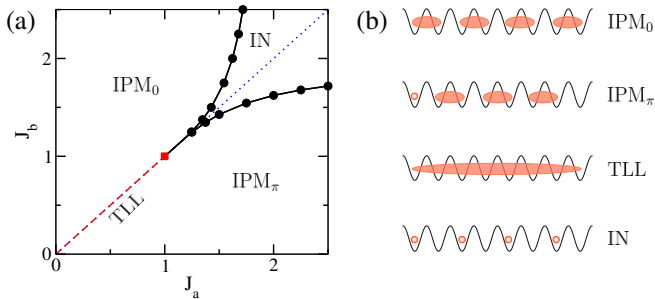 (a)
2
1
0
0
1
2
J_b
J_a
IPM_0
IN
IPM_π
TLL
(b)
IPM_0
IPM_π
TLL
IN